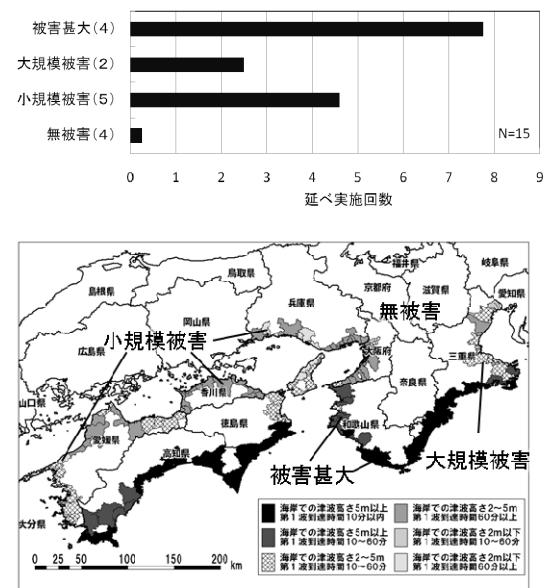 被害甚大(4)
大規模被害(2)
小規模被害(5)
無被害(4)
N=15
0 1 2 3 4 5 6 7 8 9
延べ実施回数
鳥取県
福井県
岐阜県
島根県
京都府
滋賀県
愛知県
兵庫県
岡山県
無被害
広島県
小規模被害
大阪府
三重県
山口県
香川県
奈良県
徳島県
和歌山県
愛媛県
高知県
被害甚大
大規模被害
大分県
海岸での津波高さ5m以上
第1波到達時間10分以内
海岸での津波高さ2～5m
第1波到達時間60分以上
海岸での津波高さ5m以上
第1波到達時間10～60分
海岸での津波高さ2m以下
第1波到達時間10～60分
海岸での津波高さ2～5m
第1波到達時間10～60分
海岸での津波高さ2m以下
第1波到達時間60分以上
0 25 50 100 150 200 km